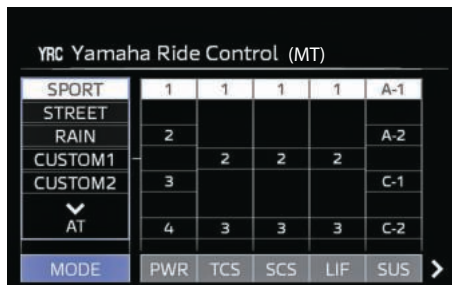 YRC Yamaha Ride Control (MT)
SPORT 1 1 1 1 A-1
STREET
RAIN 2 A-2
CUSTOM1 2 2 2
CUSTOM2 3 C-1
AT 4 3 3 3 C-2
MODE PWR TCS SCS LIF SUS >